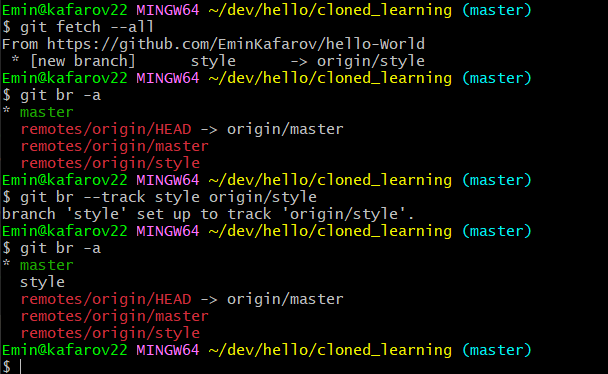 Emin@kafarov22 MINGW64 ~/dev/hello/cloned_learning (master)
$ git fetch --all
From https://github.com/EminKafarov/hello-World
 * [new branch]      style      -> origin/style
Emin@kafarov22 MINGW64 ~/dev/hello/cloned_learning (master)
$ git br -a
* master
  remotes/origin/HEAD -> origin/master
  remotes/origin/master
  remotes/origin/style
Emin@kafarov22 MINGW64 ~/dev/hello/cloned_learning (master)
$ git br --track style origin/style
branch 'style' set up to track 'origin/style'.
Emin@kafarov22 MINGW64 ~/dev/hello/cloned_learning (master)
$ git br -a
* master
  style
  remotes/origin/HEAD -> origin/master
  remotes/origin/master
  remotes/origin/style
Emin@kafarov22 MINGW64 ~/dev/hello/cloned_learning (master)
$